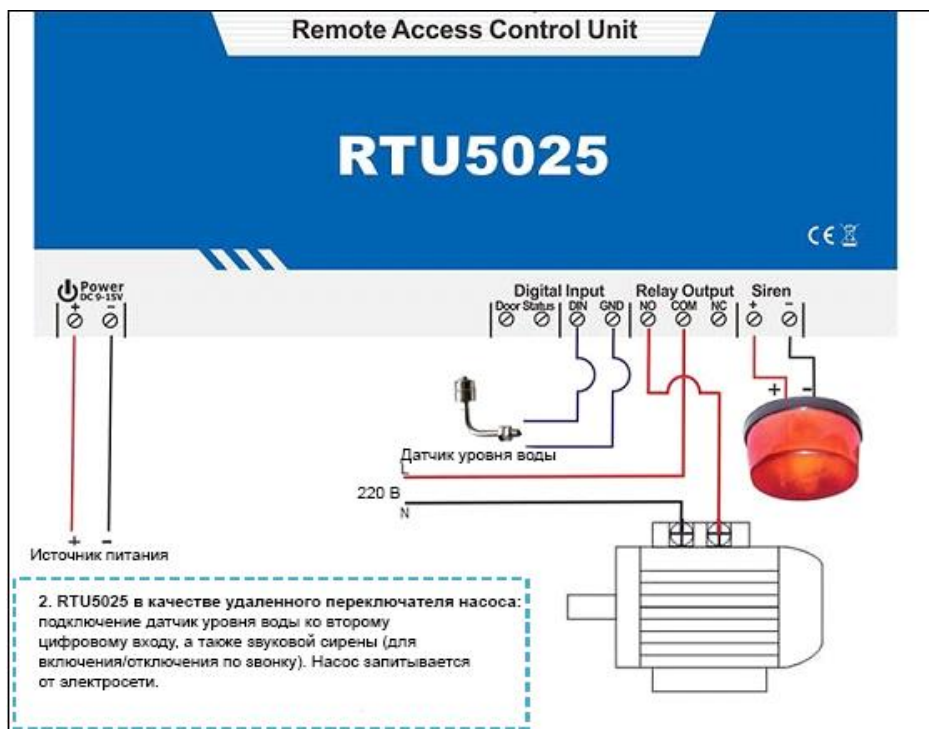 Remote Access Control Unit
RTU5025
CE
Power
DC 9-15V
+ −
Digital Input
Door Status DIN GND
Relay Output
NO COM NC
Siren
+ −
+ −
Датчик уровня воды
L
220 В
N
+ −
Источник питания
2. RTU5025 в качестве удаленного переключателя насоса:
подключение датчик уровня воды ко второму
цифровому входу, а также звуковой сирены (для
включения/отключения по звонку). Насос запитывается
от электросети.